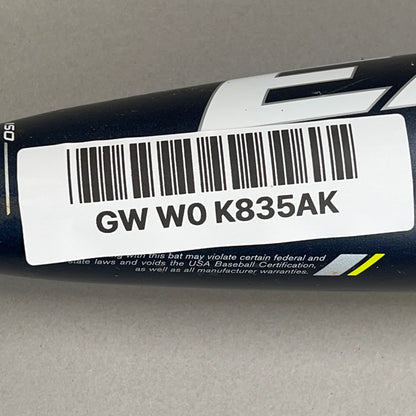 GW W0 K835AK
with this bat may violate certain federal and
state laws and voids the USA Baseball Certification,
as well as all manufacturer warranties.